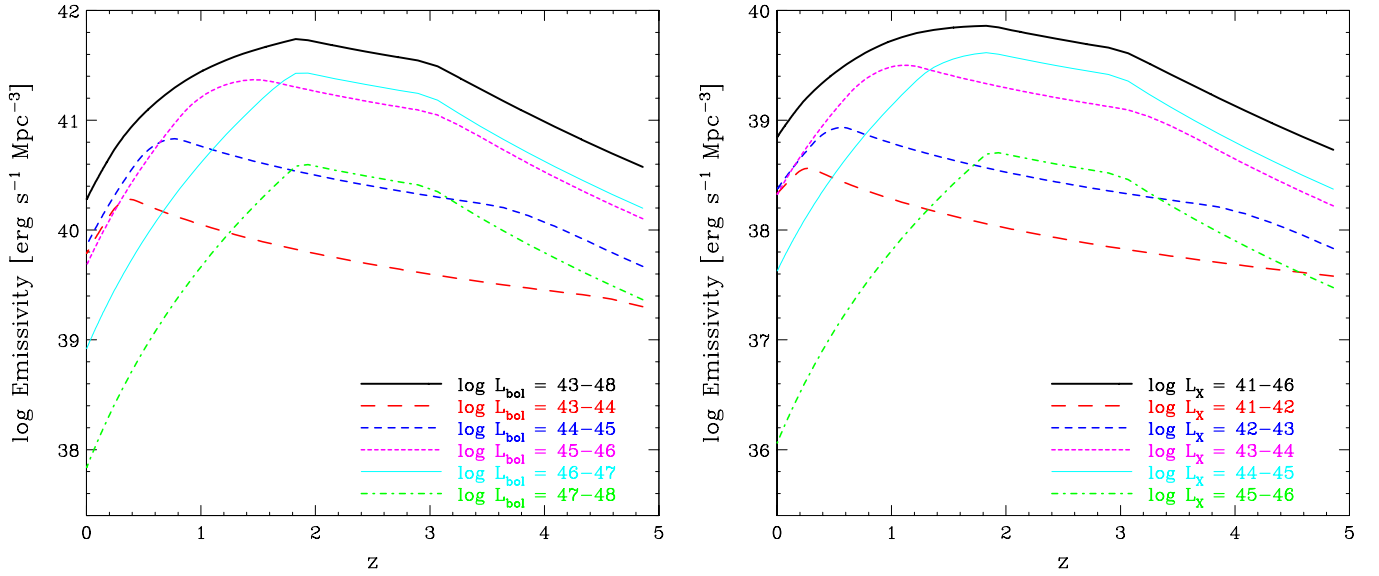 42
41
40
39
38
log Emissivity [erg s⁻¹ Mpc⁻³]
log L_bol = 43−48
log L_bol = 43−44
log L_bol = 44−45
log L_bol = 45−46
log L_bol = 46−47
log L_bol = 47−48
0 1 2 3 4 5
z
40
39
38
37
36
log Emissivity [erg s⁻¹ Mpc⁻³]
log L_X = 41−46
log L_X = 41−42
log L_X = 42−43
log L_X = 43−44
log L_X = 44−45
log L_X = 45−46
0 1 2 3 4 5
z